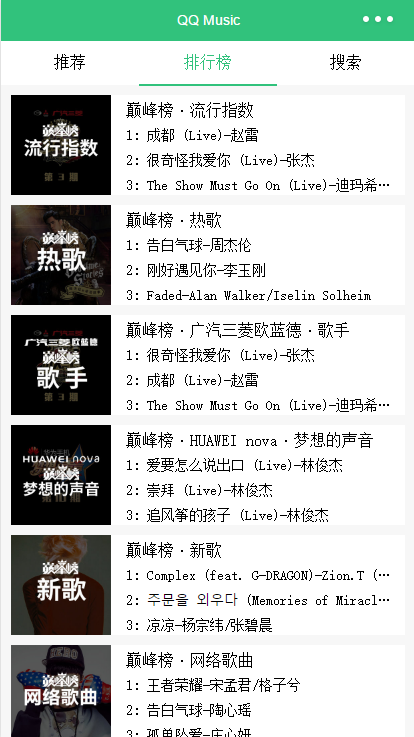 QQ Music
推荐
排行榜
搜索
巅峰榜
流行指数
第3期
巅峰榜·流行指数
1: 成都 (Live)-赵雷
2: 很奇怪我爱你 (Live)-张杰
3: The Show Must Go On (Live)-迪玛希···
巅峰榜
热歌
巅峰榜·热歌
1: 告白气球-周杰伦
2: 刚好遇见你-李玉刚
3: Faded-Alan Walker/Iselin Solheim
广汽三菱欧蓝德
巅峰榜
歌手
巅峰榜·广汽三菱欧蓝德·歌手
1: 很奇怪我爱你 (Live)-张杰
2: 成都 (Live)-赵雷
3: The Show Must Go On (Live)-迪玛希···
HUAWEI nova
巅峰榜
梦想的声音
巅峰榜·HUAWEI nova·梦想的声音
1: 爱要怎么说出口 (Live)-林俊杰
2: 崇拜 (Live)-林俊杰
3: 追风筝的孩子 (Live)-林俊杰
巅峰榜
新歌
巅峰榜·新歌
1: Complex (feat. G-DRAGON)-Zion.T (···
2: 주문을 외우다 (Memories of Miracl···
3: 凉凉-杨宗纬/张碧晨
巅峰榜
网络歌曲
巅峰榜·网络歌曲
1: 王者荣耀-宋孟君/格子兮
2: 告白气球-陶心瑶
3: 孤单坠爱-庄心妍